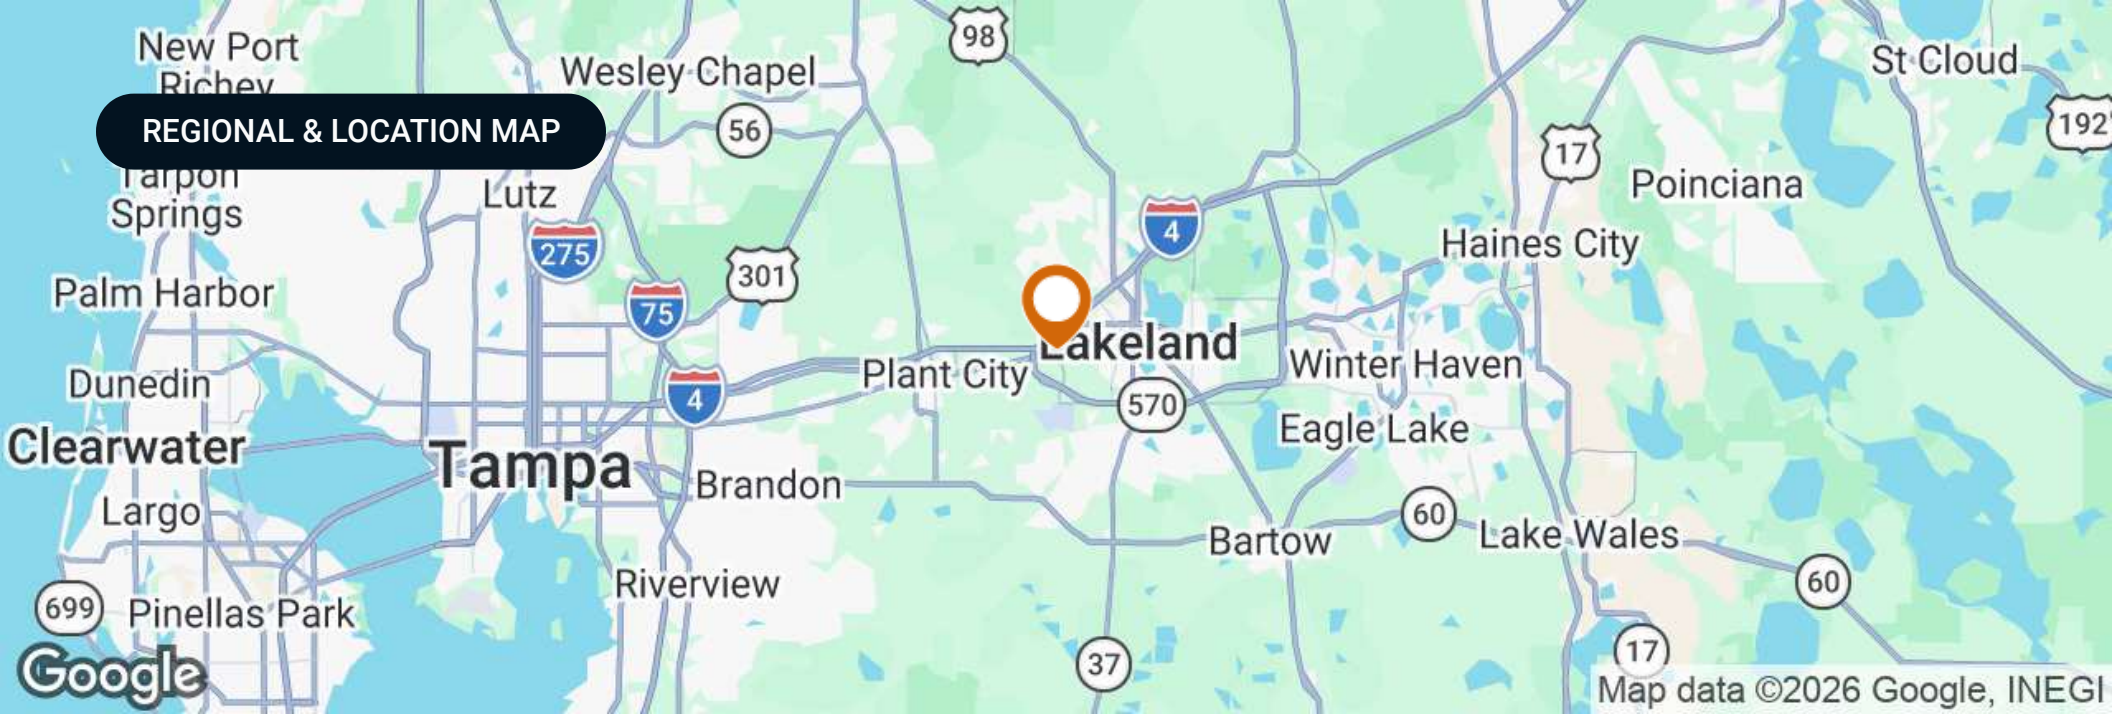 New Port
Richey
REGIONAL & LOCATION MAP
Tarpon
Springs
Wesley Chapel
98
56
St Cloud
192
17
Poinciana
Lutz
275
301
4
Haines City
Palm Harbor
75
Lakeland
Plant City
Winter Haven
Dunedin
4
570
Eagle Lake
Clearwater
Tampa
Brandon
Largo
60
Bartow
Lake Wales
Riverview
60
699
Pinellas Park
37
17
Google
Map data ©2026 Google, INEGI